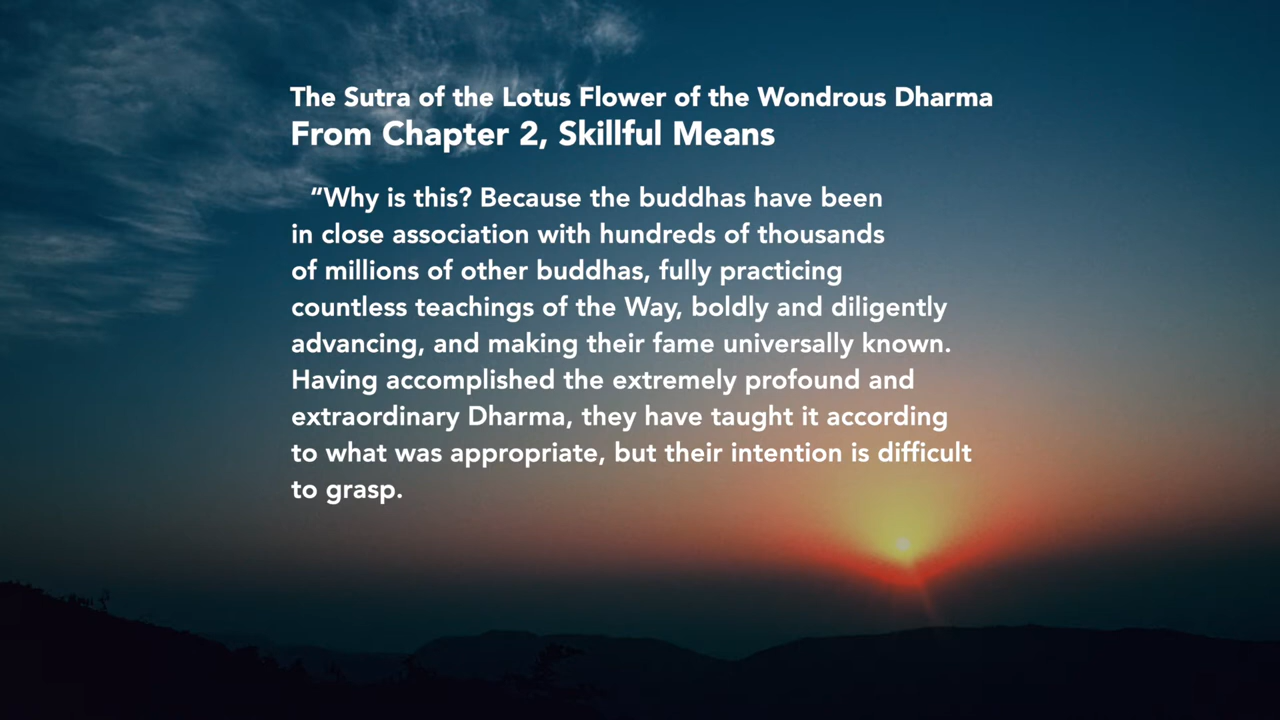 The Sutra of the Lotus Flower of the Wondrous Dharma
From Chapter 2, Skillful Means
“Why is this? Because the buddhas have been
in close association with hundreds of thousands
of millions of other buddhas, fully practicing
countless teachings of the Way, boldly and diligently
advancing, and making their fame universally known.
Having accomplished the extremely profound and
extraordinary Dharma, they have taught it according
to what was appropriate, but their intention is difficult
to grasp.